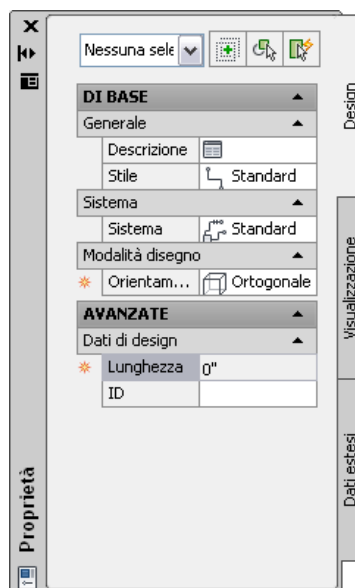 Nessuna sele
DI BASE
Generale
Descrizione
Stile Standard
Sistema
Sistema Standard
Modalità disegno
Orientam... Ortogonale
AVANZATE
Dati di design
Lunghezza 0"
ID
Design
Visualizzazione
Dati estesi
Proprietà